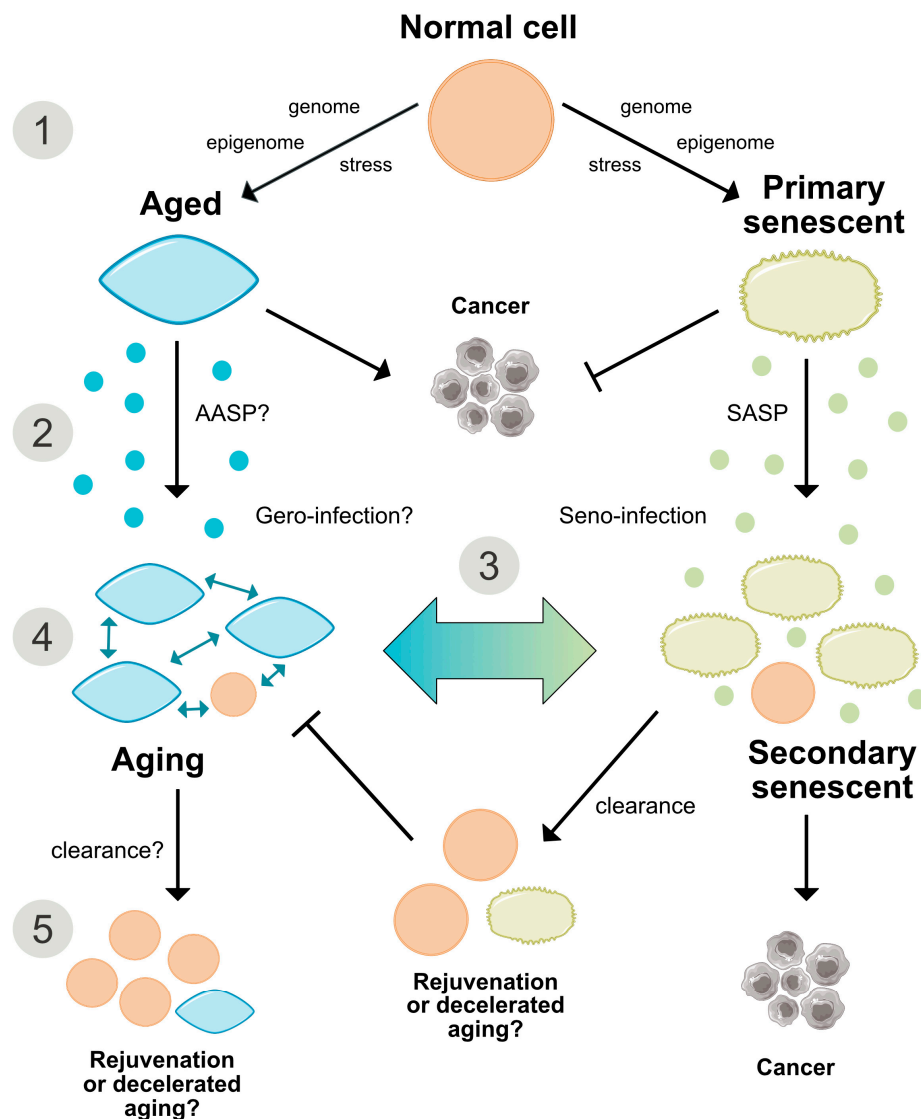 Normal cell
1
genome
epigenome
stress
genome
epigenome
stress
Aged
Primary
senescent
Cancer
2
AASP?
SASP
Gero-infection?
Seno-infection
3
4
Aging
Secondary
senescent
clearance?
clearance
5
Rejuvenation
or decelerated
aging?
Rejuvenation
or decelerated
aging?
Cancer